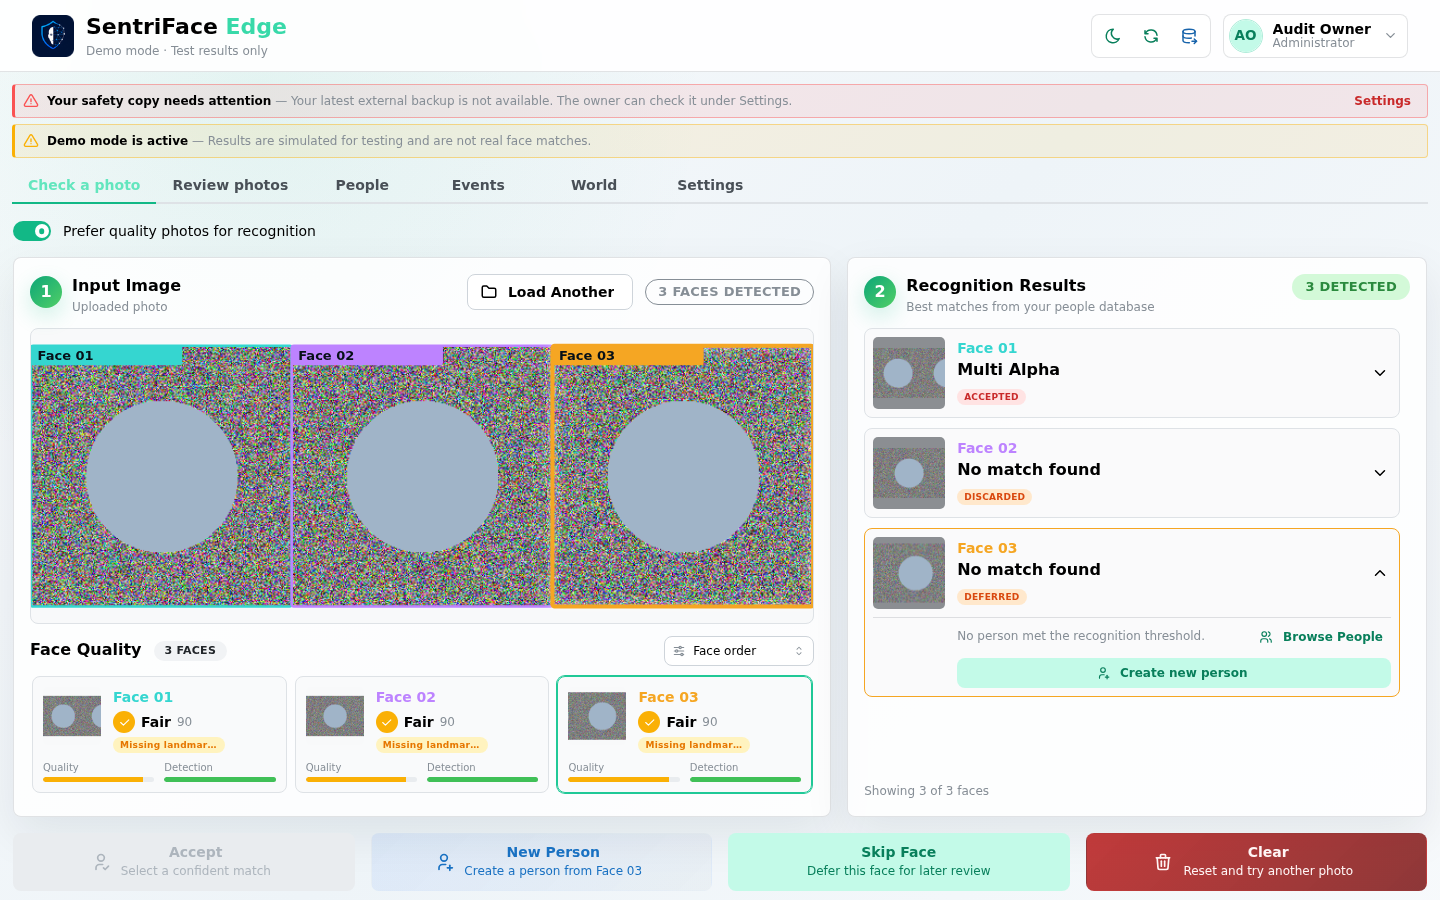 SentriFace Edge
Demo mode · Test results only
AO
Audit Owner
Administrator
Your safety copy needs attention — Your latest external backup is not available. The owner can check it under Settings.
Settings
Demo mode is active — Results are simulated for testing and are not real face matches.
Check a photo
Review photos
People
Events
World
Settings
Prefer quality photos for recognition
1
Input Image
Uploaded photo
Load Another
3 FACES DETECTED
Face 01
Face 02
Face 03
Face Quality
3 FACES
Face order
Face 01
Fair 90
Missing landmar...
Quality
Detection
Face 02
Fair 90
Missing landmar...
Quality
Detection
Face 03
Fair 90
Missing landmar...
Quality
Detection
2
Recognition Results
Best matches from your people database
3 DETECTED
Face 01
Multi Alpha
ACCEPTED
Face 02
No match found
DISCARDED
Face 03
No match found
DEFERRED
No person met the recognition threshold.
Browse People
Create new person
Showing 3 of 3 faces
Accept
Select a confident match
New Person
Create a person from Face 03
Skip Face
Defer this face for later review
Clear
Reset and try another photo